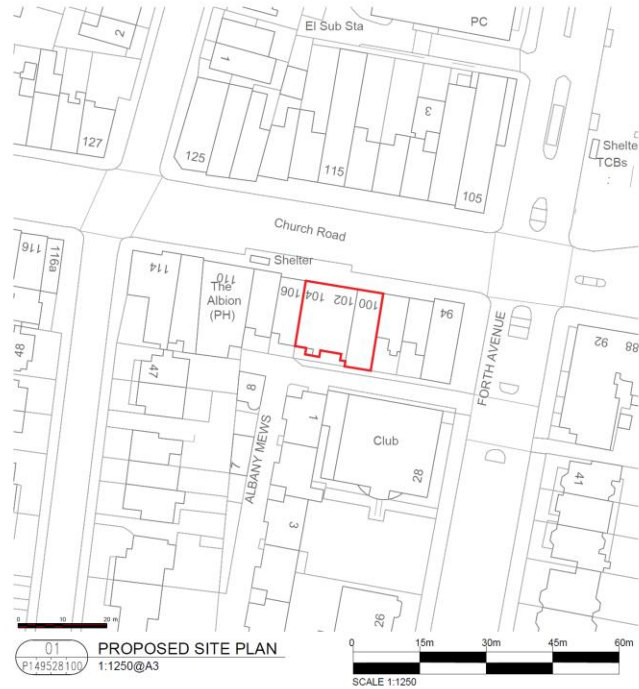 El Sub Sta
PC
2
1
3
127
125
115
105
Shelte
TCBs
Church Road
Shelter
116
116a
114
110
The
Albion
(PH)
106
104
102
100
94
FORTH AVENUE
92
88
48
47
8
1
ALBANY MEWS
Club
28
7
3
41
26
0 10 20 m
01
P149528100
PROPOSED SITE PLAN
1:1250@A3
0 15m 30m 45m 60m
SCALE 1:1250